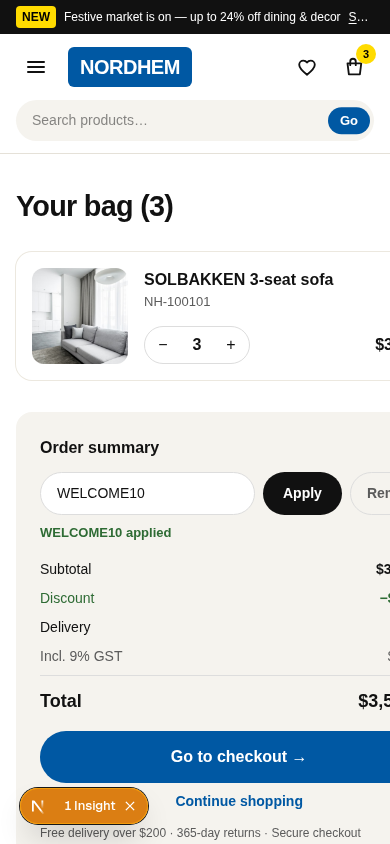 NEW Festive market is on — up to 24% off dining & decor S…
NORDHEM
3
Search products…
Go
Your bag (3)
SOLBAKKEN 3-seat sofa
NH-100101
− 3 +
Order summary
WELCOME10
Apply
WELCOME10 applied
Subtotal
Discount
Delivery
Incl. 9% GST
Total $3,5
Go to checkout →
Continue shopping
1 Insight
Free delivery over $200 · 365-day returns · Secure checkout